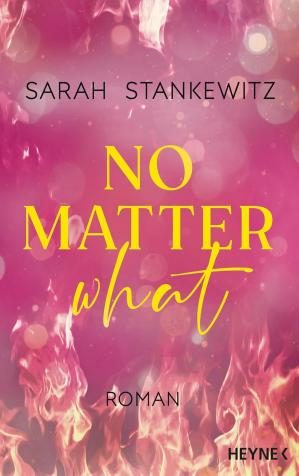 SARAH STANKEWITZ
NO
MATTER
what
ROMAN
HEYNE